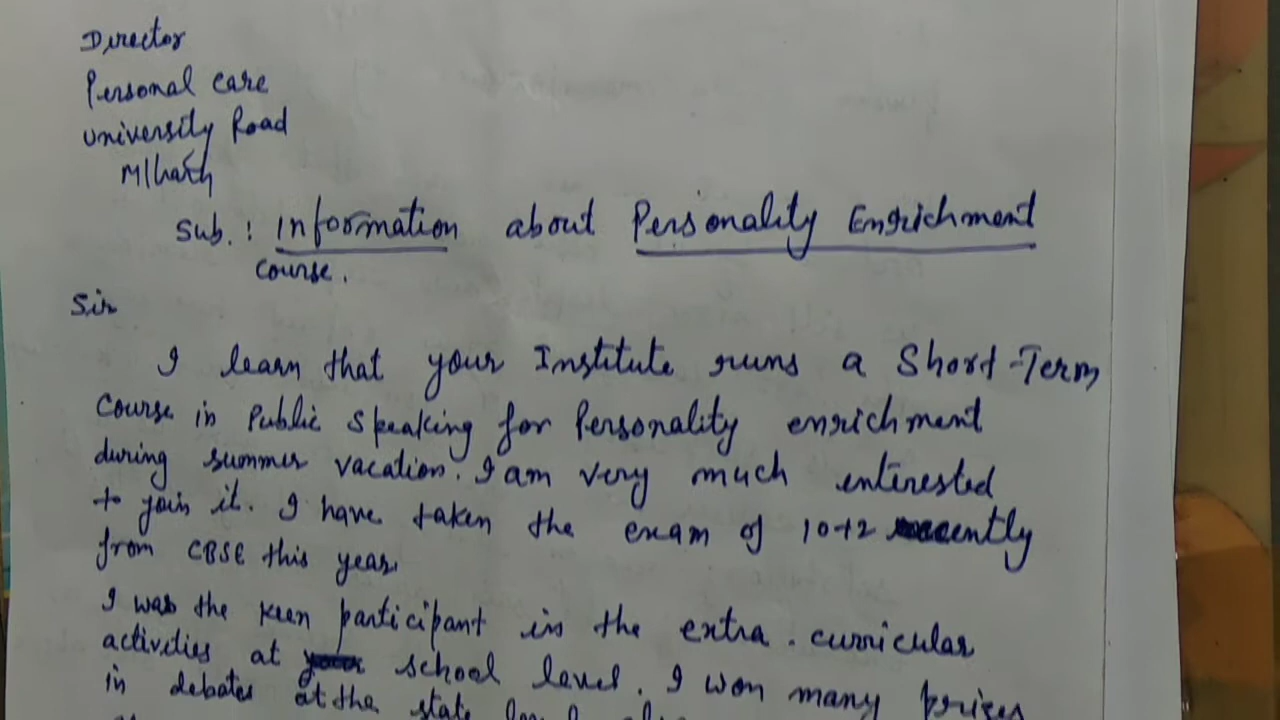 Director
Personal care
University Road
Sub. : Information about Personality Enrichment
Course.
Sir
I learn that your Institute runs a Short-Term
Course in Public Speaking for Personality enrichment
during summer vacation. I am very much interested
to join it. I have taken the exam of 10+2 recently
from CBSE this year.
I was the keen participant in the extra. curricular
activities at school level. I won many prizes
in debates at the state level